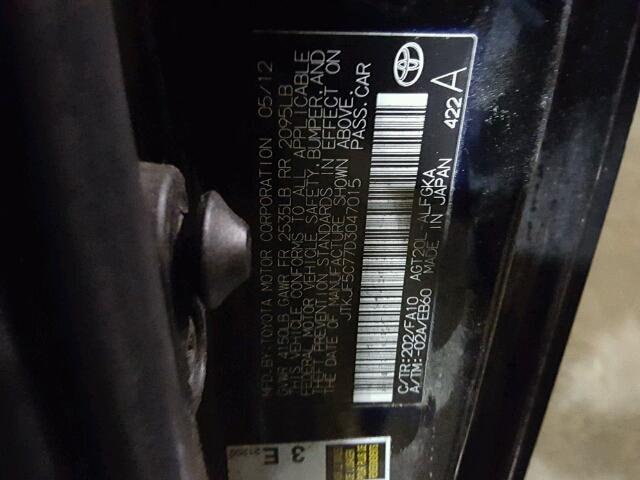 MFD.BY TOYOTA MOTOR CORPORATION 05/12
GVWR 4150LB GAWR FR 2535LB RR 2095LB
THIS VEHICLE CONFORMS TO ALL APPLICABLE
FEDERAL MOTOR VEHICLE SAFETY, BUMPER, AND
THEFT PREVENTION STANDARDS IN EFFECT ON
THE DATE OF MANUFACTURE SHOWN ABOVE.
JTKJF5C77D3047015 PASS.CAR
C/TR:202/FA10 AGT20L-ALFGKA
A/TM:-02A/EB60 MADE IN JAPAN
422 A
3 E